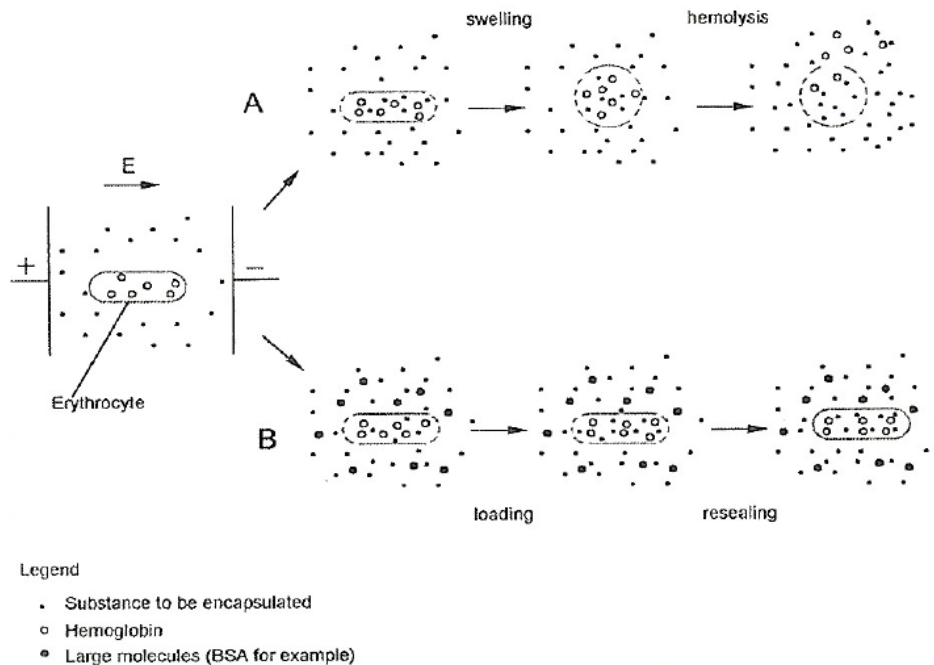 swelling hemolysis
A
E
+ −
Erythrocyte
B
loading resealing
Legend
Substance to be encapsulated
Hemoglobin
Large molecules (BSA for example)